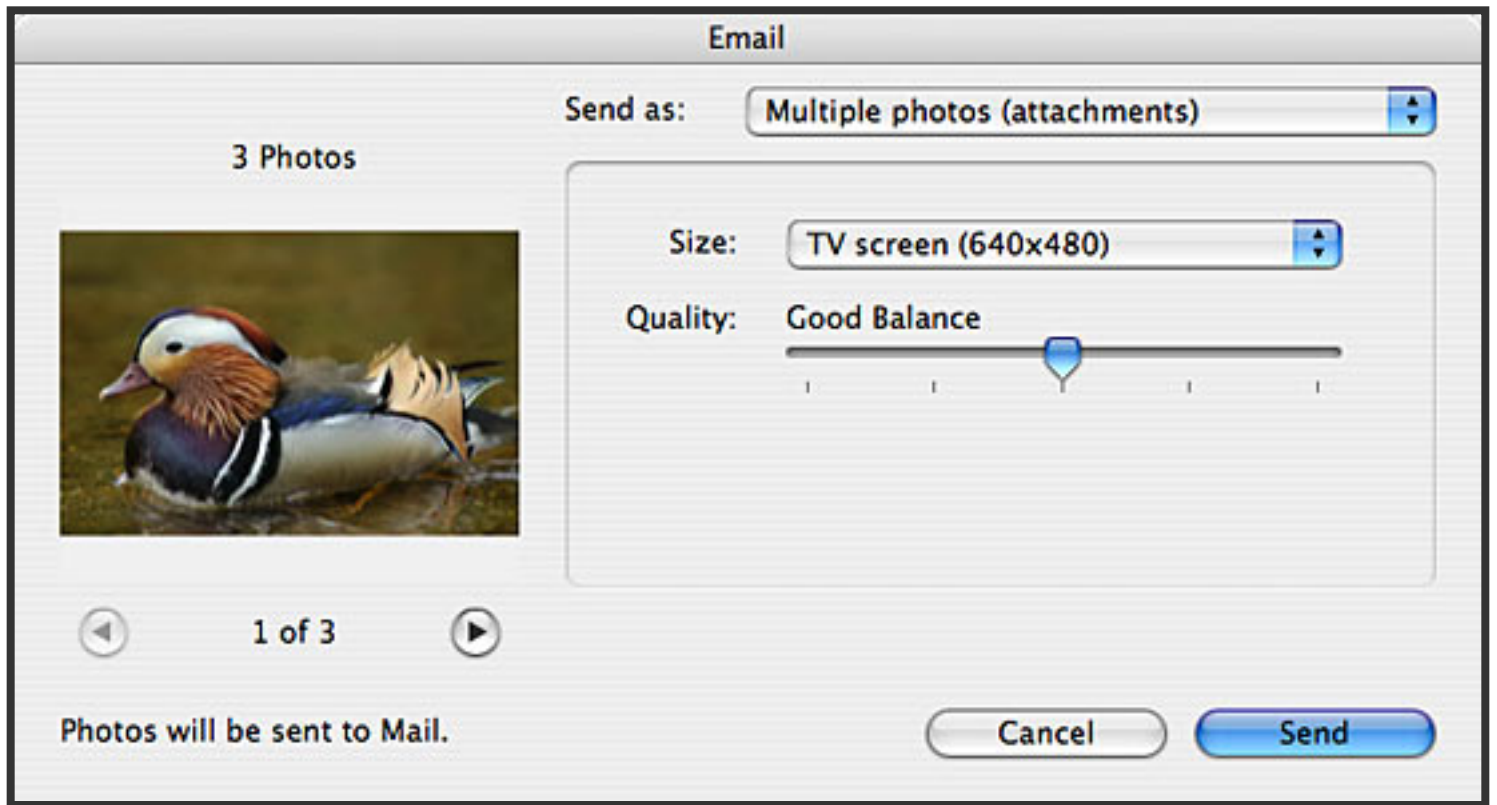 Email
Send as: Multiple photos (attachments)
3 Photos
Size: TV screen (640x480)
Quality: Good Balance
1 of 3
Photos will be sent to Mail.
Cancel
Send